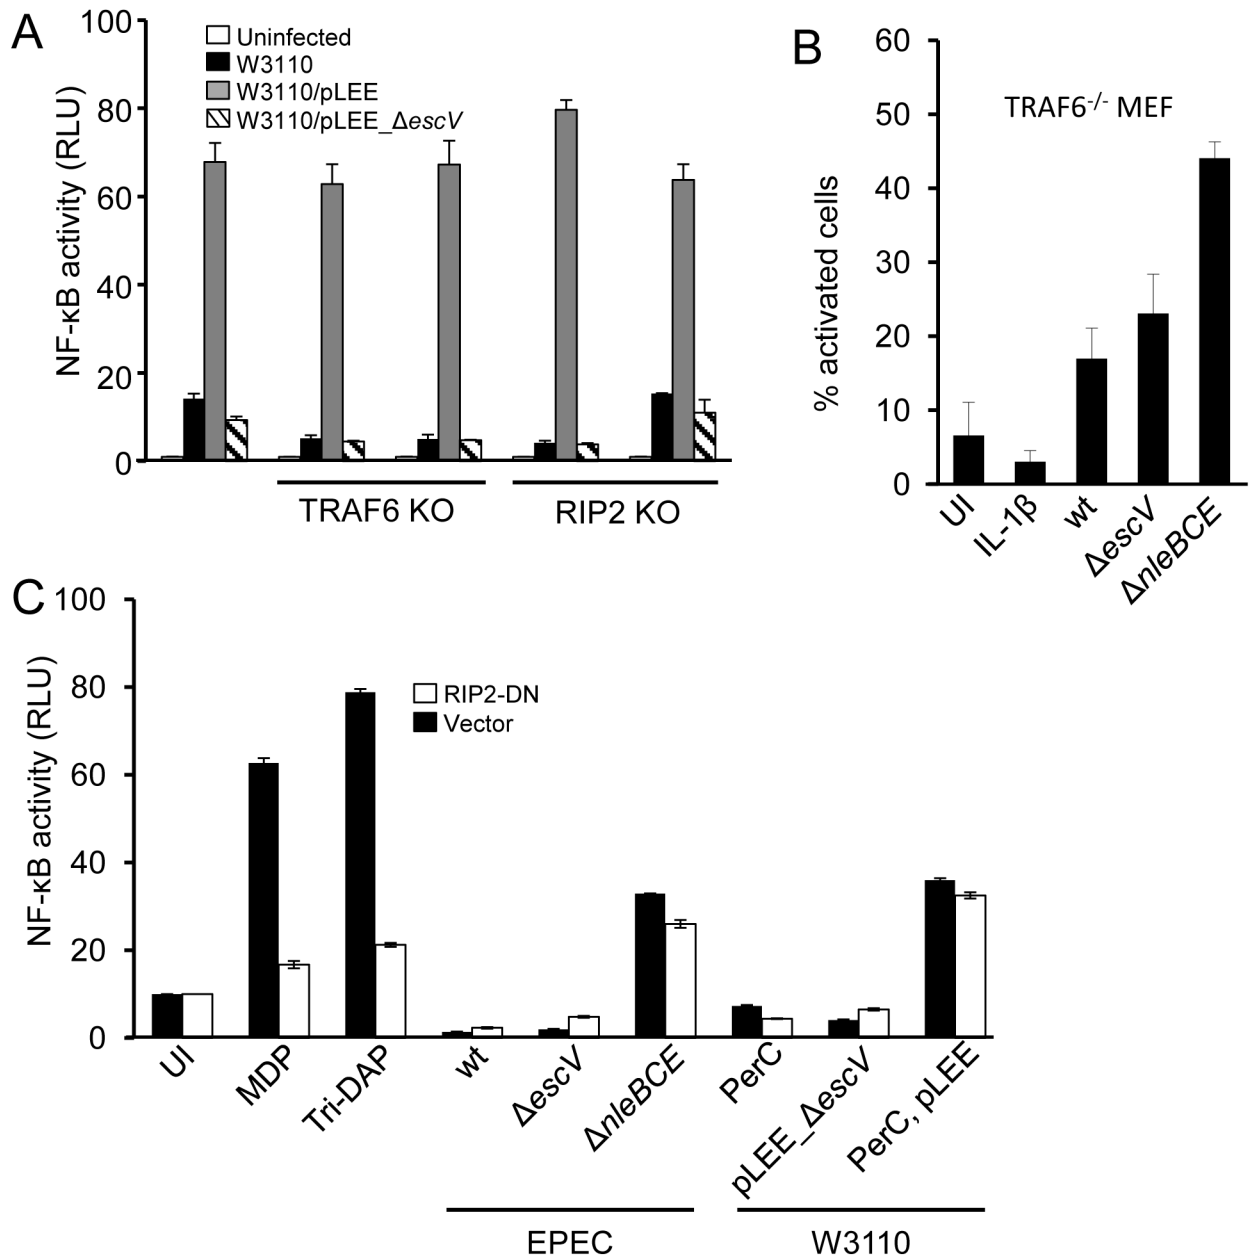 A
100
80
60
40
20
0
NF-κB activity (RLU)
Uninfected
W3110
W3110/pLEE
W3110/pLEE_ΔescV
TRAF6 KO
RIP2 KO
B
60
50
40
30
20
10
0
% activated cells
TRAF6-/- MEF
UI
IL-1β
wt
ΔescV
ΔnleBCE
C
100
80
60
40
20
0
NF-κB activity (RLU)
RIP2-DN
Vector
UI
MDP
Tri-DAP
wt
ΔescV
ΔnleBCE
PerC
pLEE_ΔescV
PerC, pLEE
EPEC
W3110